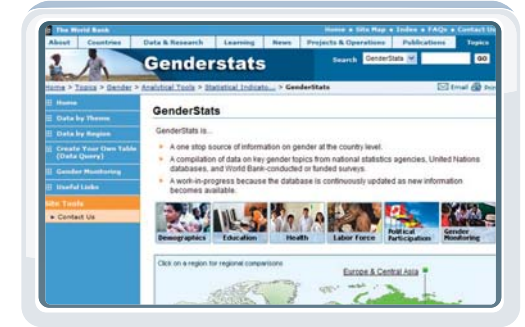 The World Bank
Home • Site Map • Index • FAQs • Contact Us
About Countries Data & Research Learning News Projects & Operations Publications Topics
Genderstats
Search GenderStats GO
Home > Topics > Gender > Analytical Tools > Statistical Indicato... > GenderStats
Email
Home
Data by Theme
Data by Region
Create Your Own Table
(Data Query)
Gender Monitoring
Useful Links
Site Tools
Contact Us
GenderStats
GenderStats is...
A one stop source of information on gender at the country level.
A compilation of data on key gender topics from national statistics agencies, United Nations
databases, and World Bank-conducted or funded surveys.
A work-in-progress because the database is continuously updated as new information
becomes available.
Demographics
Education
Health
Labor Force
Political
Participation
Gender
Monitoring
Click on a region for regional comparisons
Europe & Central Asia